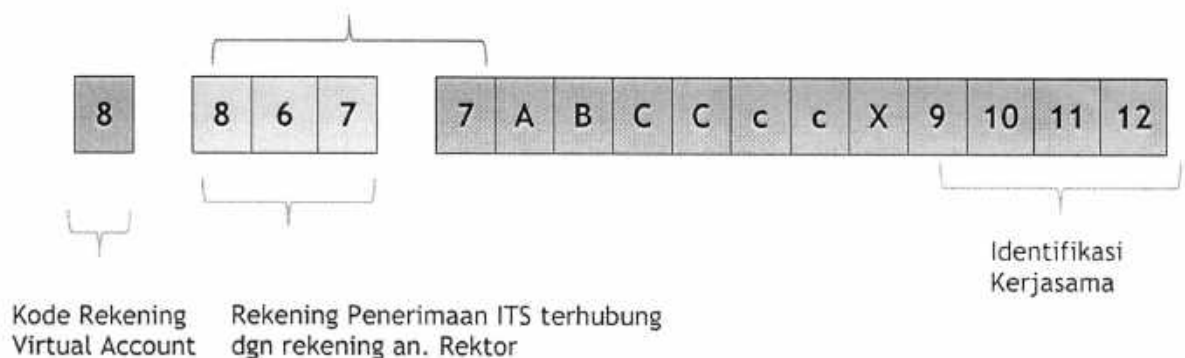 8 8 6 7 7 A B C C c c X 9 10 11 12
Identifikasi
Kerjasama
Kode Rekening
Virtual Account
Rekening Penerimaan ITS terhubung
dgn rekening an. Rektor